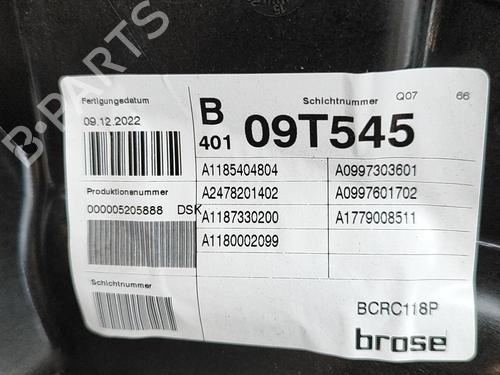 B-PARTS
Fertigungsdatum
09.12.2022
B
401
Schichtnummer Q07 66
09T545
A1185404804 A0997303601
A2478201402 A0997601702
A1187330200 A1779008511
A1180002099
Produktionsnummer
000005205888 DSK
Schichtnummer
BCRC118P
brose